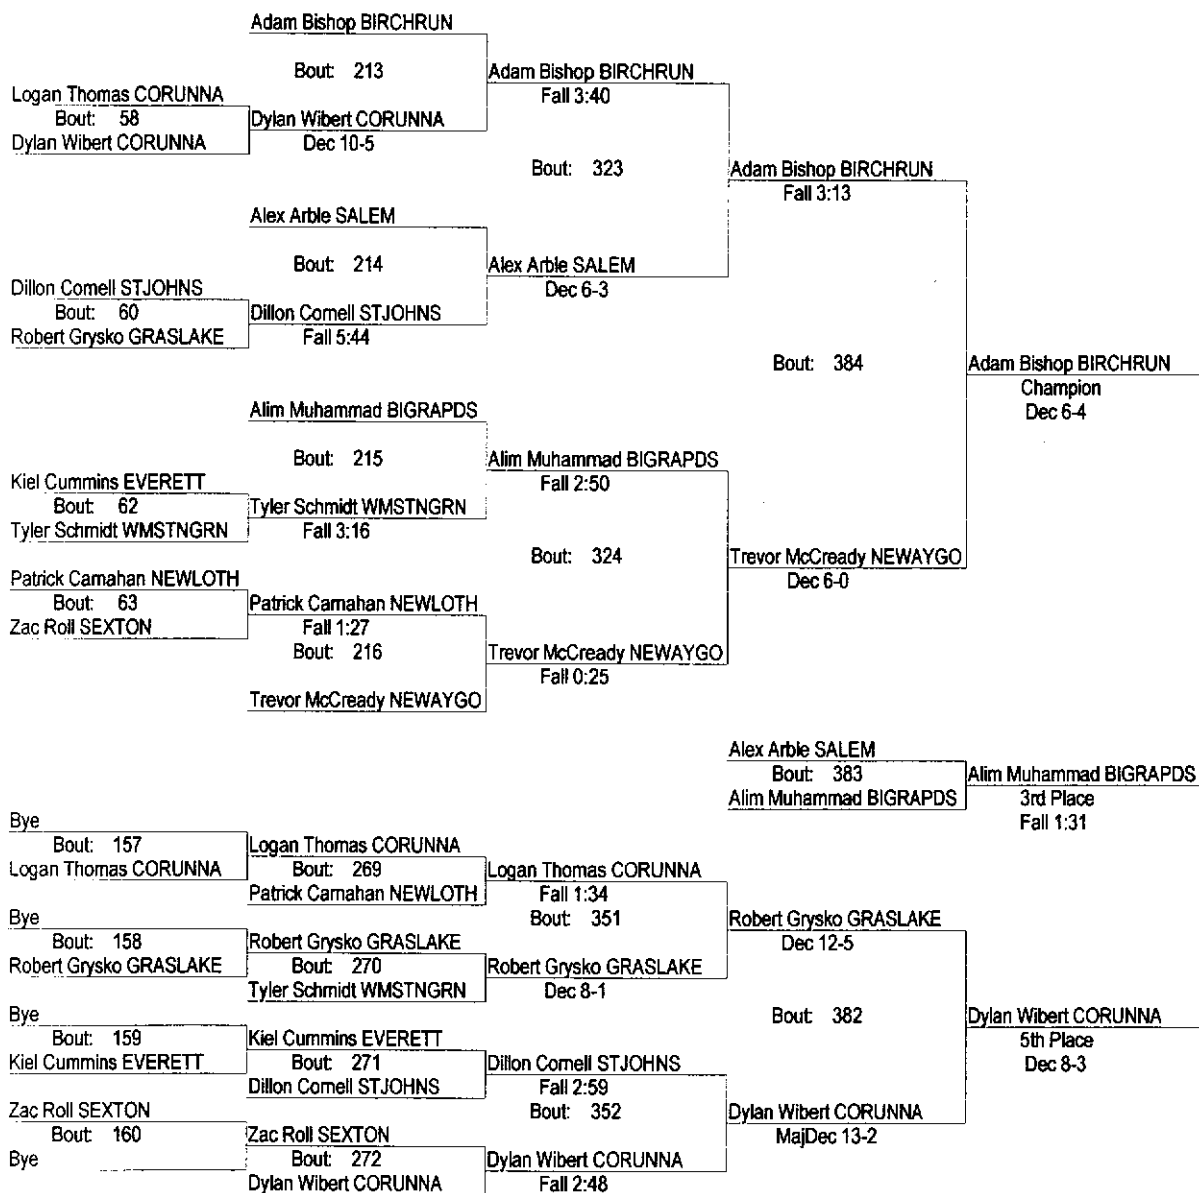 Adam Bishop BIRCHRUN
Bout: 213
Adam Bishop BIRCHRUN
Fall 3:40
Logan Thomas CORUNNA
Bout: 58
Dylan Wibert CORUNNA
Dylan Wibert CORUNNA
Dec 10-5
Bout: 323
Adam Bishop BIRCHRUN
Fall 3:13
Alex Arble SALEM
Bout: 214
Alex Arble SALEM
Dec 6-3
Dillon Cornell STJOHNS
Bout: 60
Robert Grysko GRASLAKE
Dillon Cornell STJOHNS
Fall 5:44
Bout: 384
Adam Bishop BIRCHRUN
Champion
Dec 6-4
Alim Muhammad BIGRAPDS
Bout: 215
Alim Muhammad BIGRAPDS
Fall 2:50
Kiel Cummins EVERETT
Bout: 62
Tyler Schmidt WMSTNGRN
Tyler Schmidt WMSTNGRN
Fall 3:16
Bout: 324
Trevor McCready NEWAYGO
Dec 6-0
Patrick Carnahan NEWLOTH
Bout: 63
Zac Roll SEXTON
Patrick Carnahan NEWLOTH
Fall 1:27
Bout: 216
Trevor McCready NEWAYGO
Fall 0:25
Trevor McCready NEWAYGO
Alex Arble SALEM
Bout: 383
Alim Muhammad BIGRAPDS
Alim Muhammad BIGRAPDS
3rd Place
Fall 1:31
Bye
Bout: 157
Logan Thomas CORUNNA
Logan Thomas CORUNNA
Bout: 269
Patrick Carnahan NEWLOTH
Logan Thomas CORUNNA
Fall 1:34
Bout: 351
Bye
Bout: 158
Robert Grysko GRASLAKE
Robert Grysko GRASLAKE
Bout: 270
Tyler Schmidt WMSTNGRN
Robert Grysko GRASLAKE
Dec 8-1
Robert Grysko GRASLAKE
Dec 12-5
Bout: 382
Dylan Wibert CORUNNA
5th Place
Dec 8-3
Bye
Bout: 159
Kiel Cummins EVERETT
Kiel Cummins EVERETT
Bout: 271
Dillon Cornell STJOHNS
Dillon Cornell STJOHNS
Fall 2:59
Bout: 352
Dylan Wibert CORUNNA
MajDec 13-2
Zac Roll SEXTON
Bout: 160
Bye
Zac Roll SEXTON
Bout: 272
Dylan Wibert CORUNNA
Dylan Wibert CORUNNA
Fall 2:48